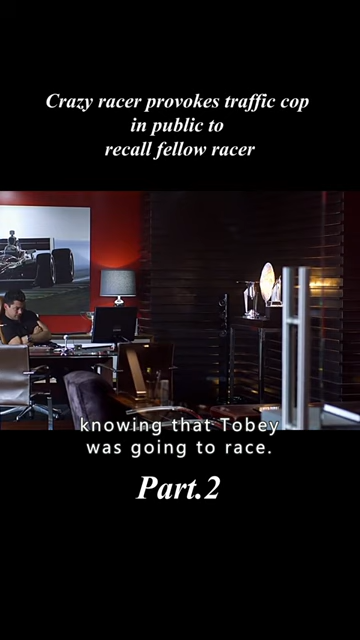 Crazy racer provokes traffic cop
in public to
recall fellow racer
knowing that Tobey
was going to race.
Part.2